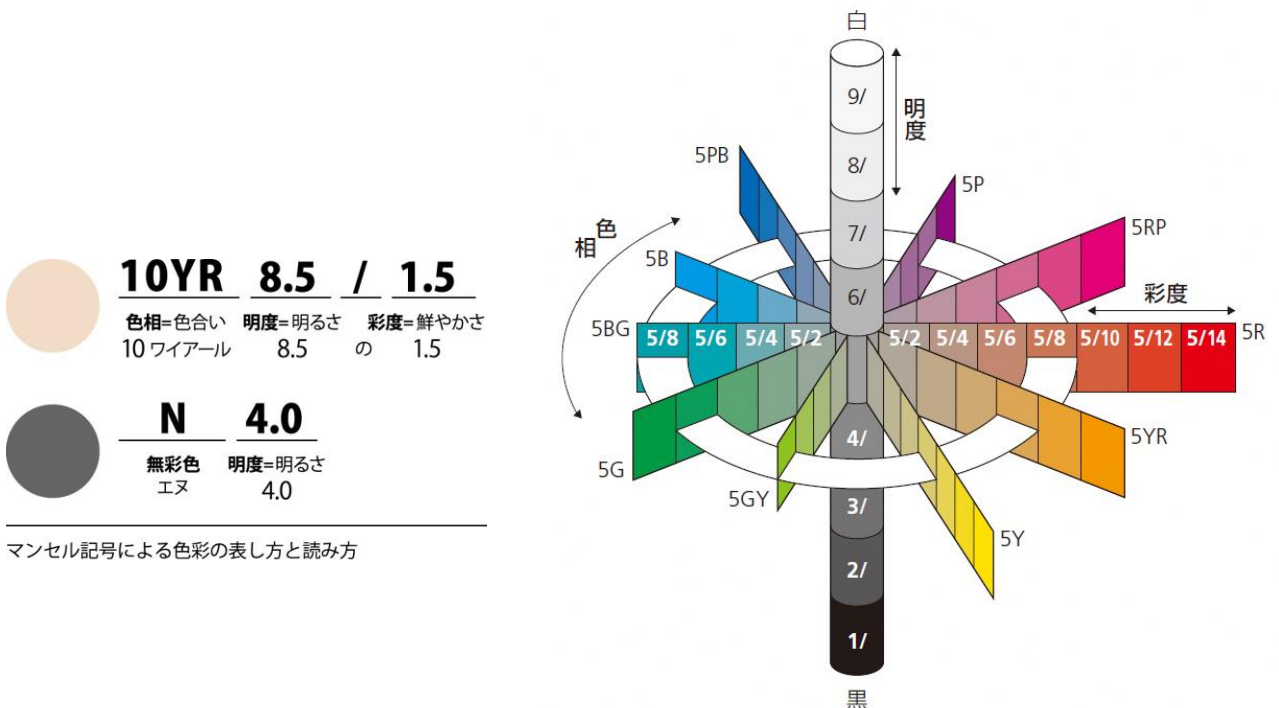 10YR 8.5 / 1.5
色相=色合い 明度=明るさ 彩度=鮮やかさ
10 ワイアール 8.5 の 1.5
N 4.0
無彩色 明度=明るさ
エヌ 4.0
マンセル記号による色彩の表し方と読み方
白
9/
明度
8/
5PB
5P
7/
色相
5RP
5B
6/
彩度
5BG
5/8 5/6 5/4 5/2
5/2 5/4 5/6 5/8 5/10 5/12 5/14
5R
4/
5YR
5G
5GY
3/
5Y
2/
1/
黒